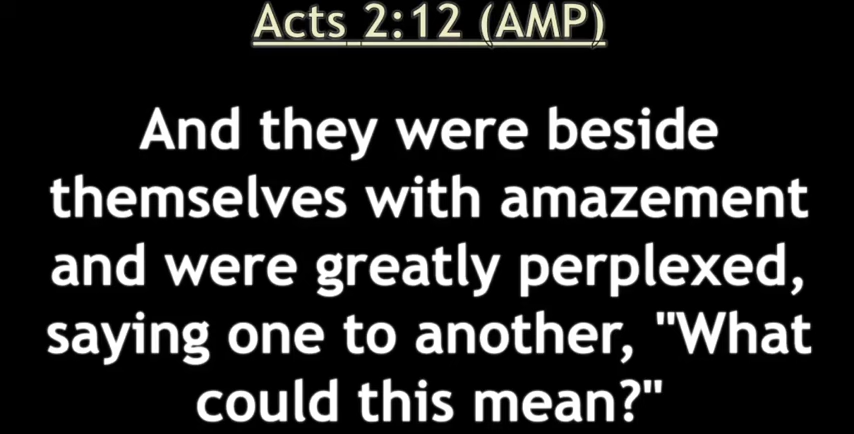 Acts 2:12 (AMP)
And they were beside
themselves with amazement
and were greatly perplexed,
saying one to another, "What
could this mean?"